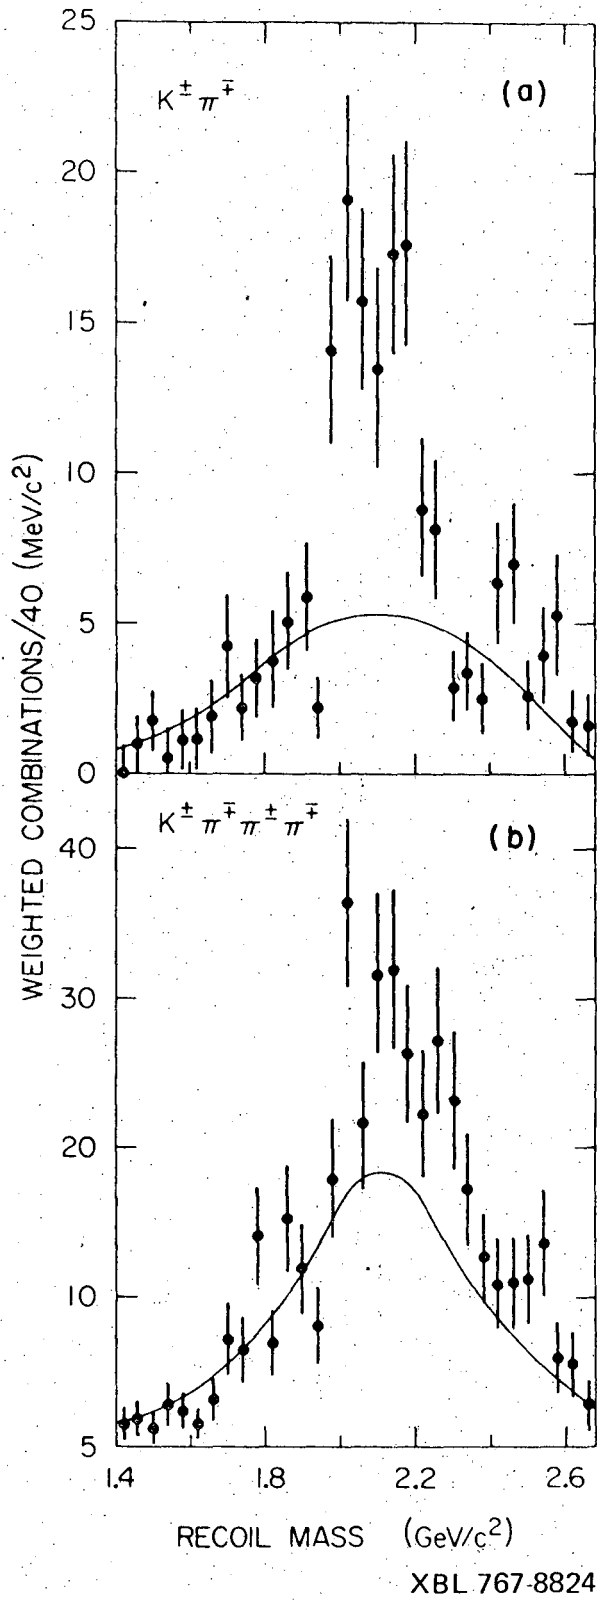 25
K± π∓ (a)
20
15
10
5
0
WEIGHTED COMBINATIONS/40 (MeV/c²)
K± π∓ π± π∓ (b)
40
30
20
10
5
1.4 1.8 2.2 2.6
RECOIL MASS (GeV/c²)
XBL 767-8824